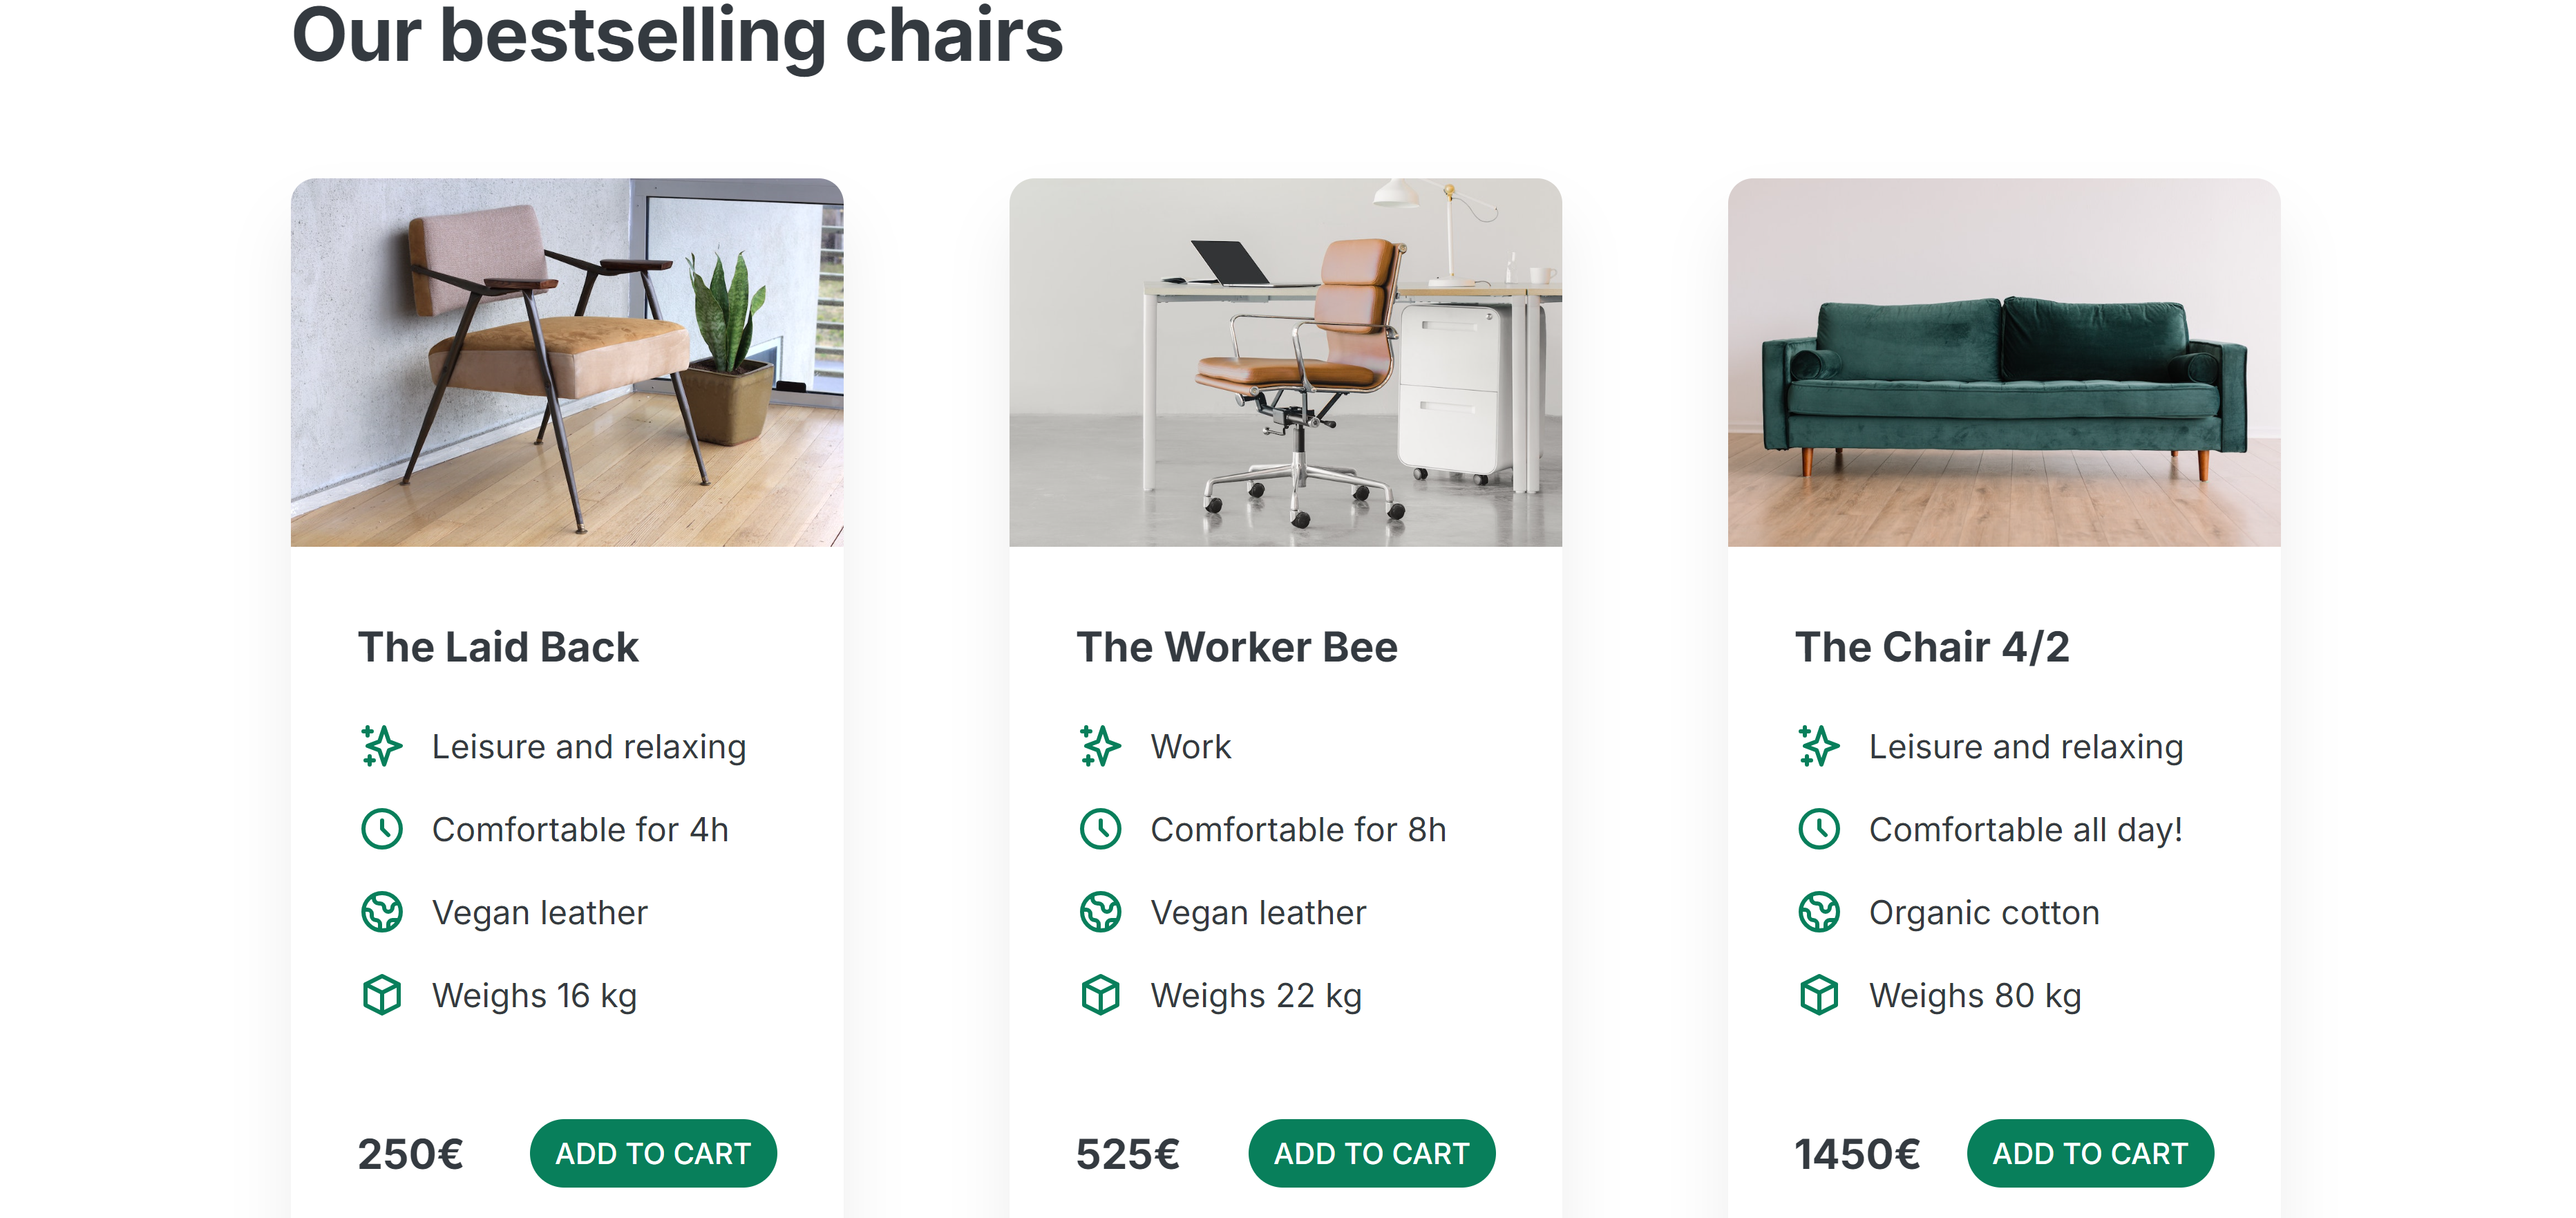 Our bestselling chairs
The Laid Back
Leisure and relaxing
Comfortable for 4h
Vegan leather
Weighs 16 kg
250€
ADD TO CART
The Worker Bee
Work
Comfortable for 8h
Vegan leather
Weighs 22 kg
525€
ADD TO CART
The Chair 4/2
Leisure and relaxing
Comfortable all day!
Organic cotton
Weighs 80 kg
1450€
ADD TO CART